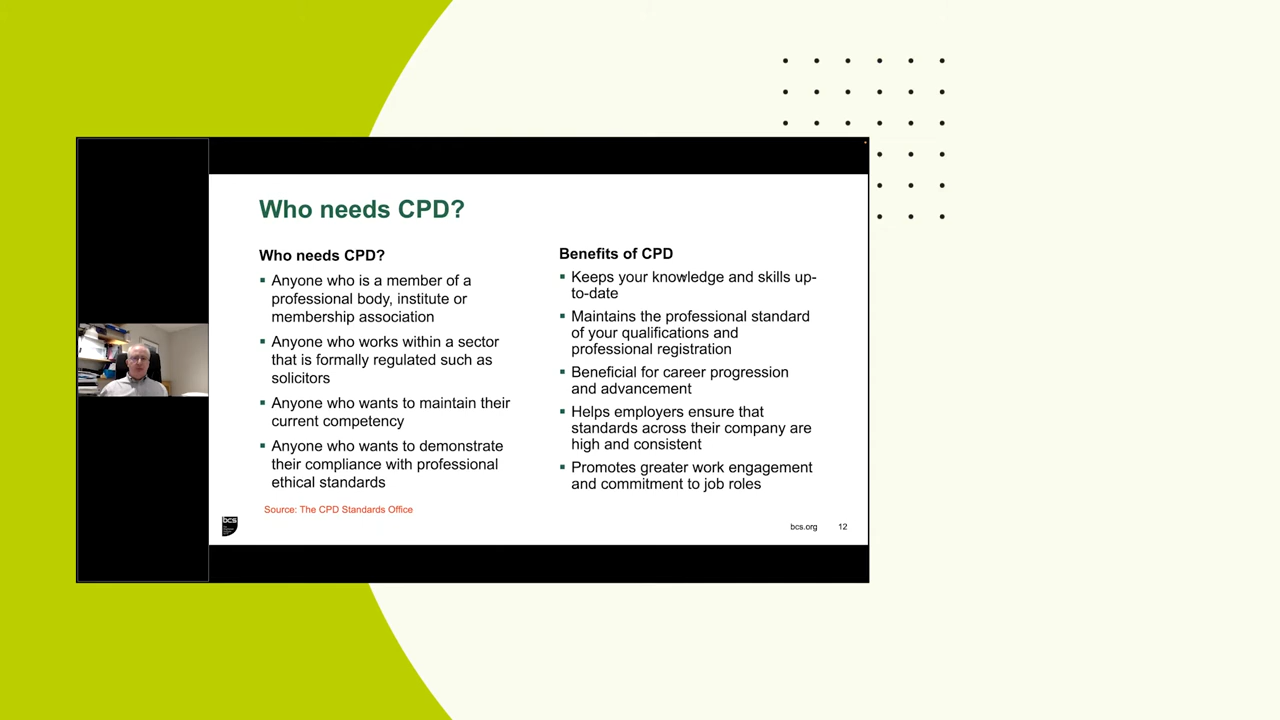 Who needs CPD?
Who needs CPD?
Anyone who is a member of a
professional body, institute or
membership association
Anyone who works within a sector
that is formally regulated such as
solicitors
Anyone who wants to maintain their
current competency
Anyone who wants to demonstrate
their compliance with professional
ethical standards
Source: The CPD Standards Office
Benefits of CPD
Keeps your knowledge and skills up-
to-date
Maintains the professional standard
of your qualifications and
professional registration
Beneficial for career progression
and advancement
Helps employers ensure that
standards across their company are
high and consistent
Promotes greater work engagement
and commitment to job roles
bcs
bcs.org 12